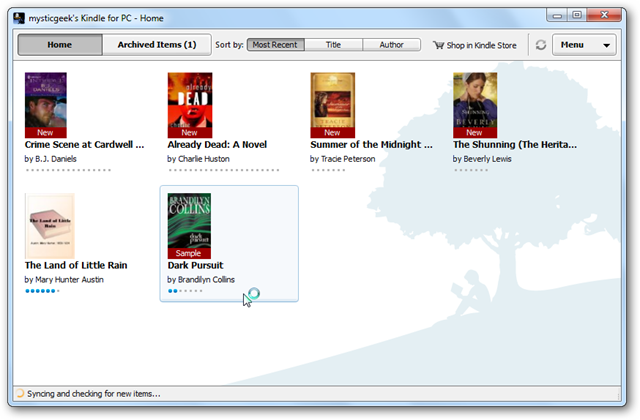 mysticgeek's Kindle for PC - Home
Home Archived Items (1) Sort by: Most Recent Title Author Shop in Kindle Store Menu
B.J. DANIELS
already DEAD
TRACIE
SHUNNING
BEVERLY
New New New New
Crime Scene at Cardwell ... Already Dead: A Novel Summer of the Midnight ... The Shunning (The Herita...
by B.J. Daniels by Charlie Huston by Tracie Peterson by Beverly Lewis
The Land of Little Rain
BRANDILYN COLLINS
dark pursuit
Sample
The Land of Little Rain Dark Pursuit
by Mary Hunter Austin by Brandilyn Collins
Syncing and checking for new items...